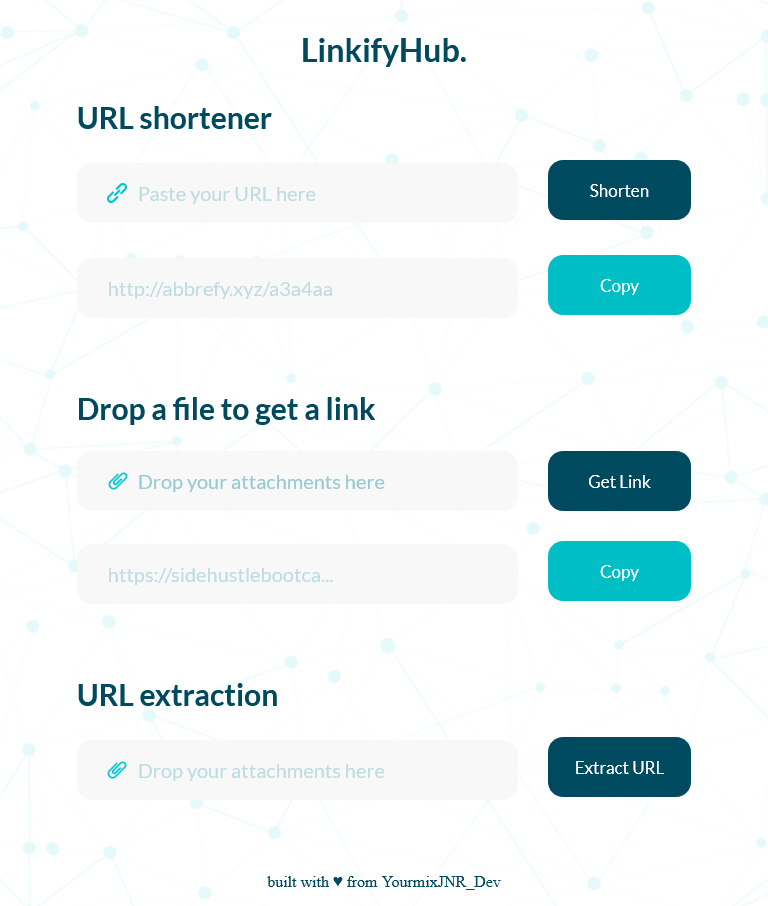 LinkifyHub.
URL shortener
Paste your URL here
Shorten
http://abbrefy.xyz/a3a4aa
Copy
Drop a file to get a link
Drop your attachments here
Get Link
https://sidehustlebootca...
Copy
URL extraction
Drop your attachments here
Extract URL
built with ♥ from YourmixJNR_Dev